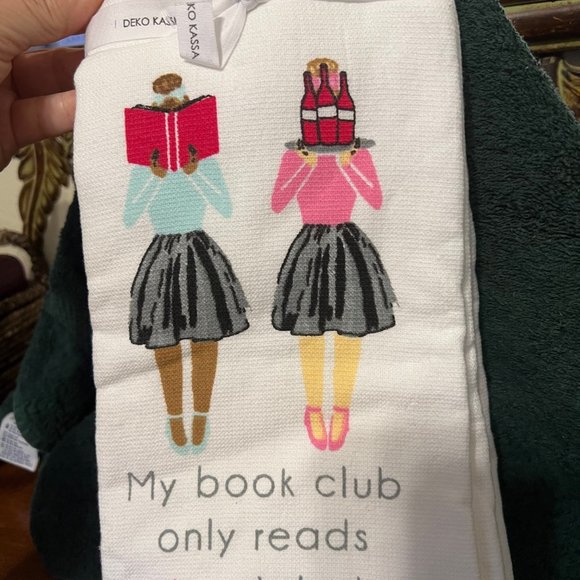 DEKO KASSA
KO KASSA
My book club
only reads